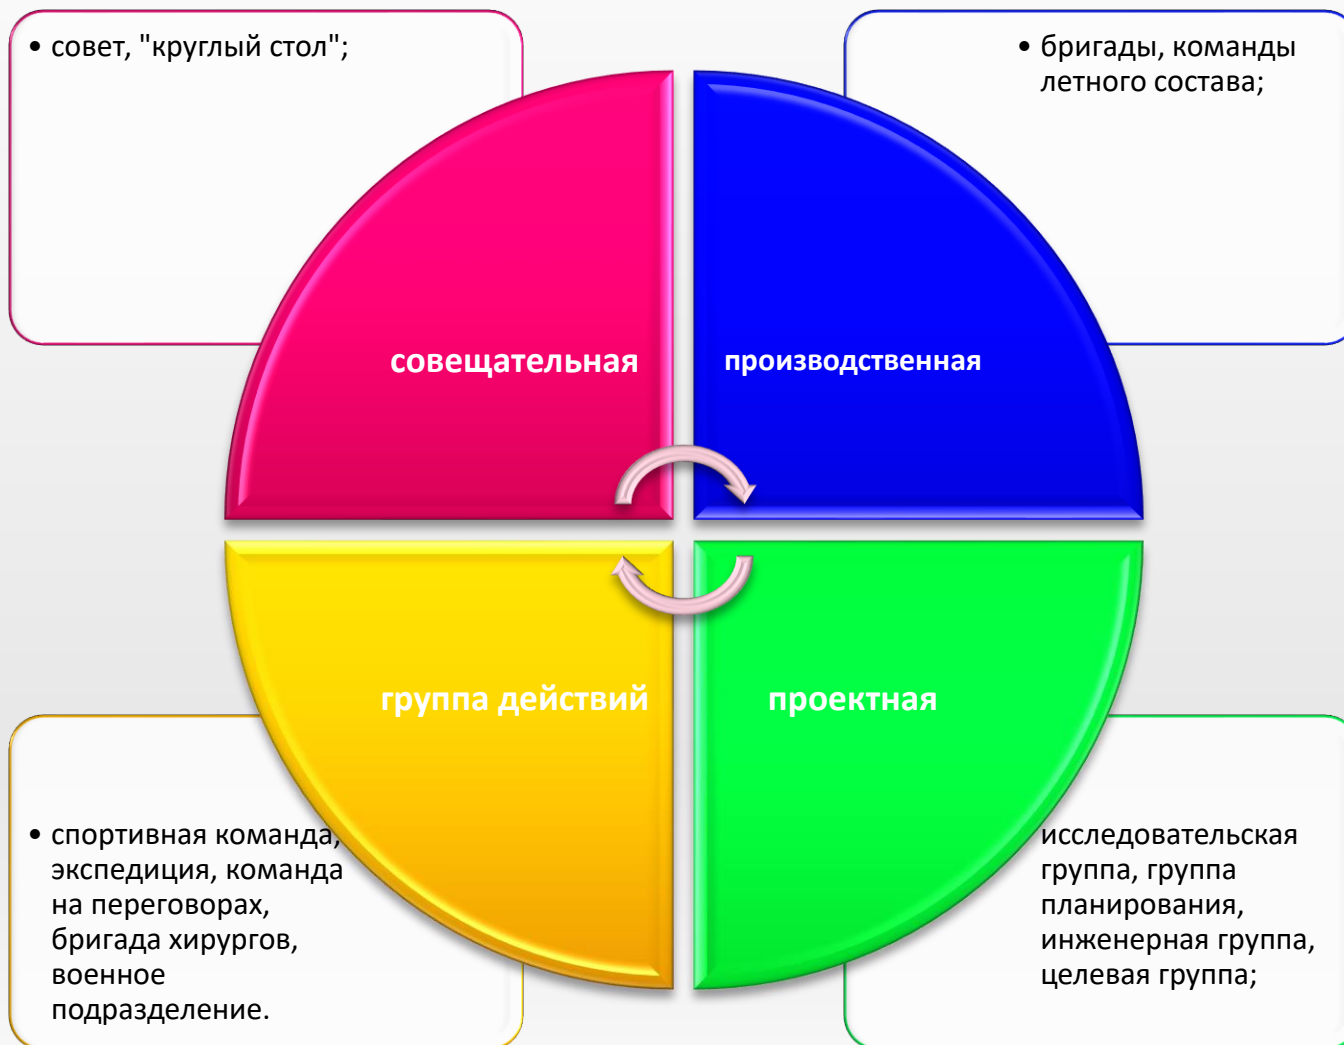 • совет, "круглый стол";
• бригады, команды
летного состава;
совещательная
производственная
группа действий
проектная
• спортивная команда,
экспедиция, команда
на переговорах,
бригада хирургов,
военное
подразделение.
исследовательская
группа, группа
планирования,
инженерная группа,
целевая группа;